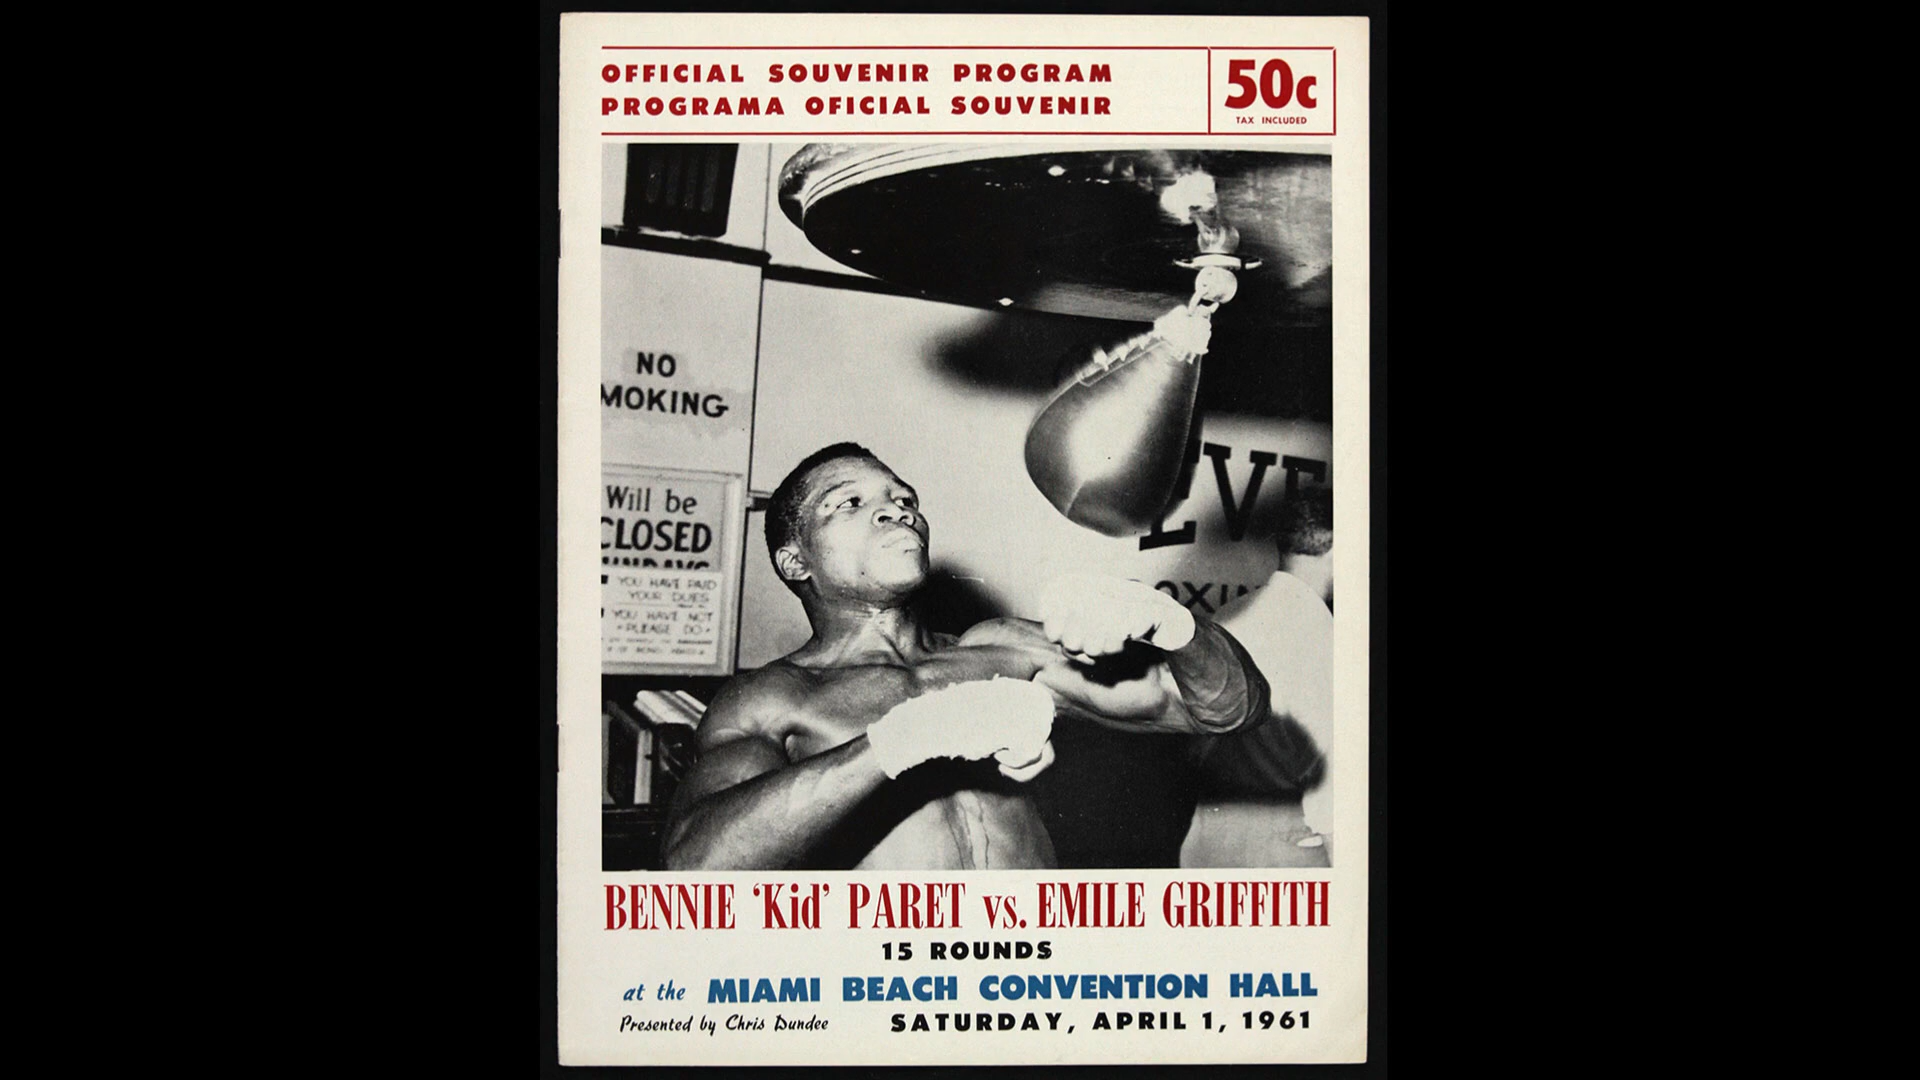 OFFICIAL SOUVENIR PROGRAM
PROGRAMA OFICIAL SOUVENIR
50c
TAX INCLUDED
NO
MOKING
Will be
CLOSED
YOU HAVE PAID
YOUR DUES
YOU HAVE NOT
PLEASE DO
EVE
OXIN
BENNIE ‘Kid’ PARET vs. EMILE GRIFFITH
15 ROUNDS
at the MIAMI BEACH CONVENTION HALL
Presented by Chris Dundee
SATURDAY, APRIL 1, 1961